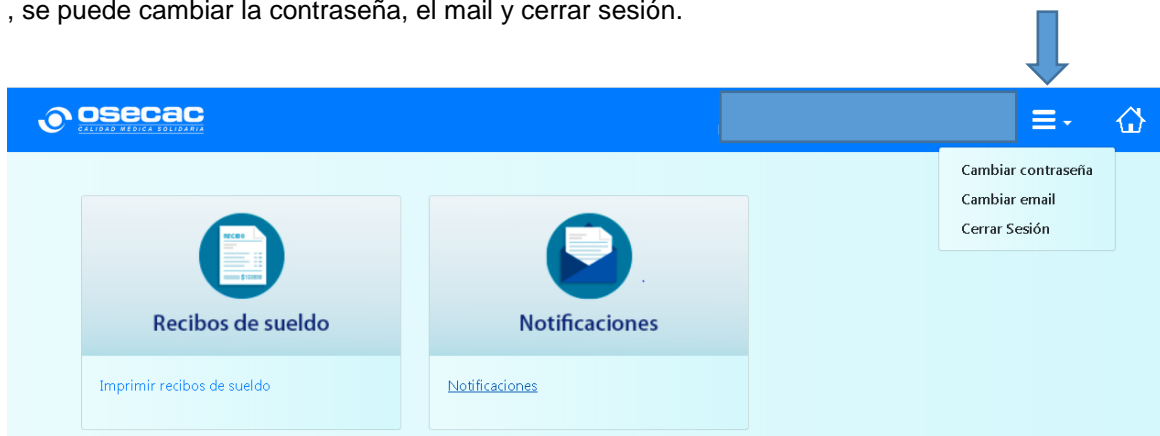 , se puede cambiar la contraseña, el mail y cerrar sesión.
osecac
CALIDAD MÉDICA SOLIDARIA
Cambiar contraseña
Cambiar email
Cerrar Sesión
RECIBO
Recibos de sueldo
Notificaciones
Imprimir recibos de sueldo
Notificaciones